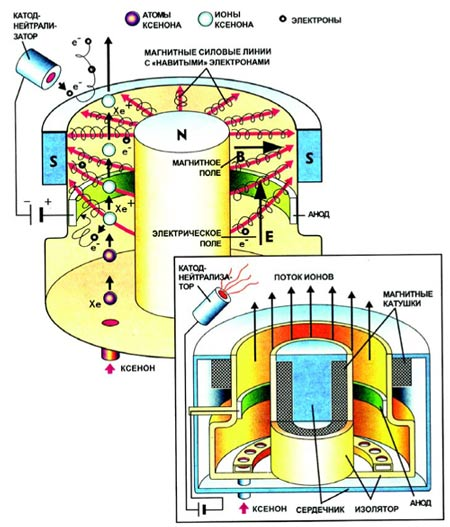 КАТОД-
НЕЙТРАЛИ-
ЗАТОР
АТОМЫ
КСЕНОНА
ИОНЫ
КСЕНОНА
ЭЛЕКТРОНЫ
МАГНИТНЫЕ СИЛОВЫЕ ЛИНИИ
С «НАВИТЫМИ» ЭЛЕКТРОНАМИ
e⁻
e⁻
Xe
+
N
S
S
e⁻
МАГНИТНОЕ
ПОЛЕ
B
Xe
+
− +
АНОД
E
ЭЛЕКТРИЧЕСКОЕ
ПОЛЕ
e⁻
e⁻
Xe
КСЕНОН
КАТОД-
НЕЙТРАЛИЗА-
ТОР
ПОТОК ИОНОВ
МАГНИТНЫЕ
КАТУШКИ
АНОД
КСЕНОН
СЕРДЕЧНИК
ИЗОЛЯТОР